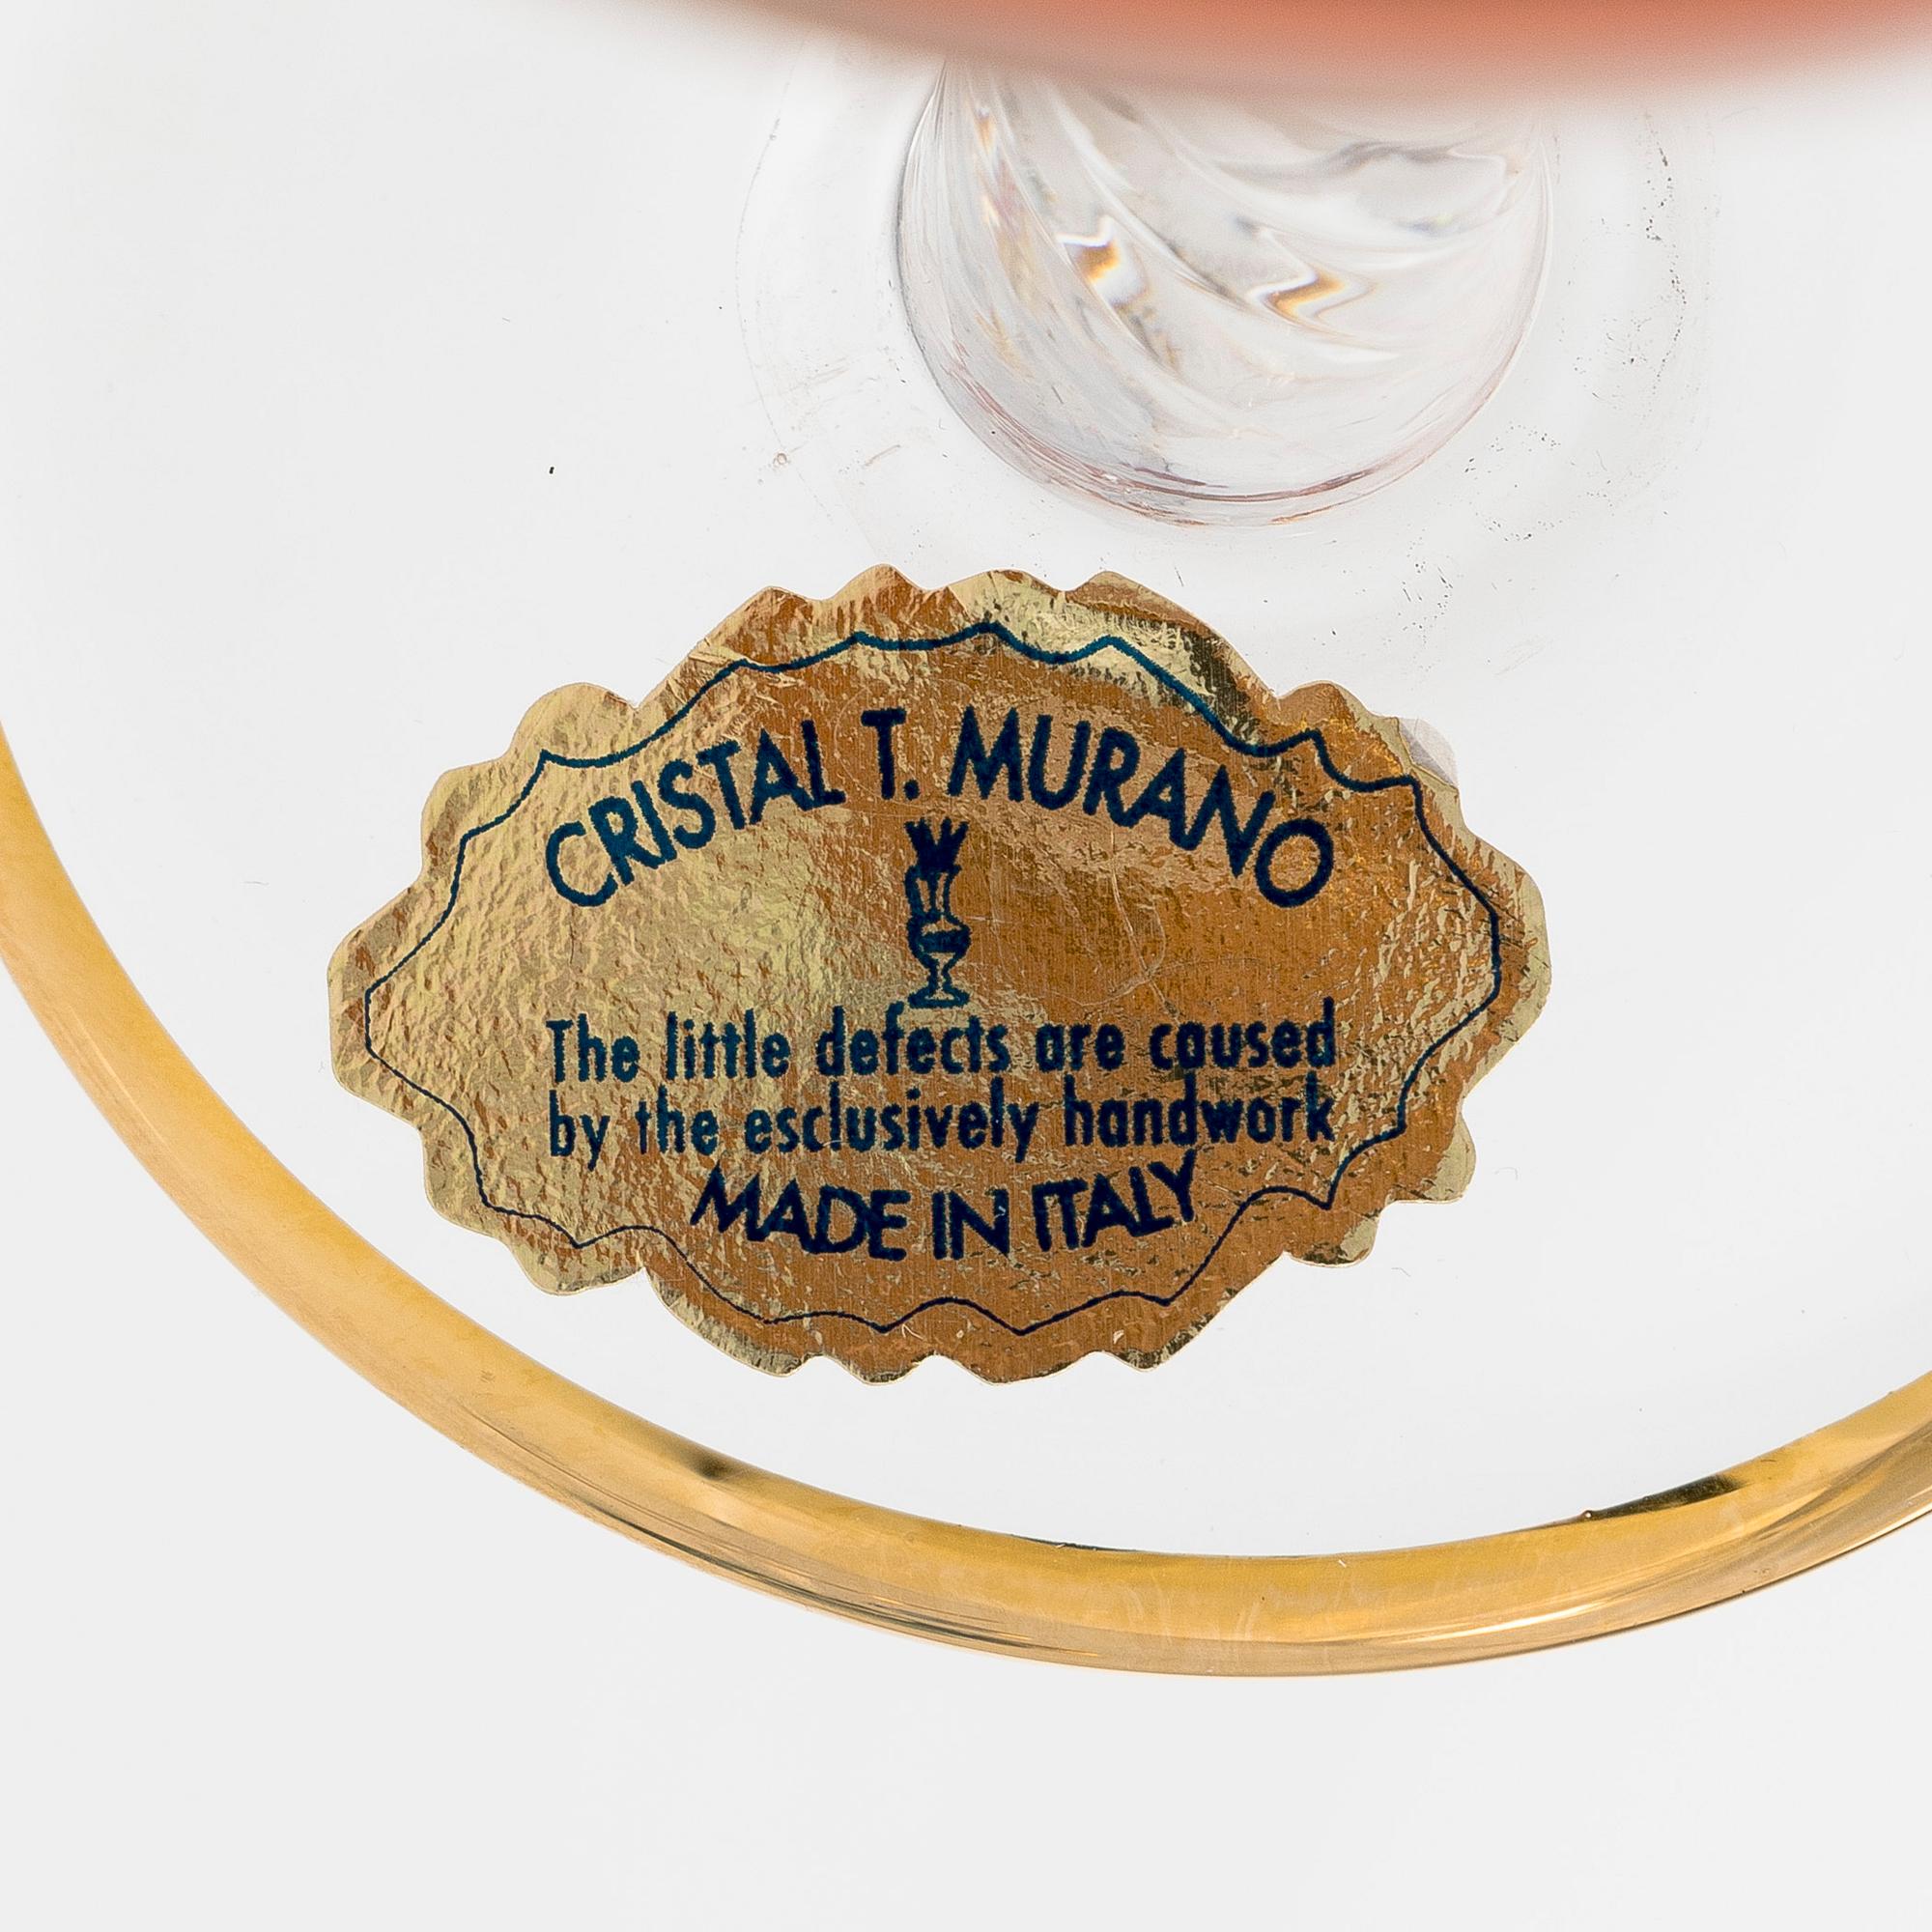 CRISTAL T. MURANO
The little defects are caused
by the esclusively handwork
MADE IN ITALY